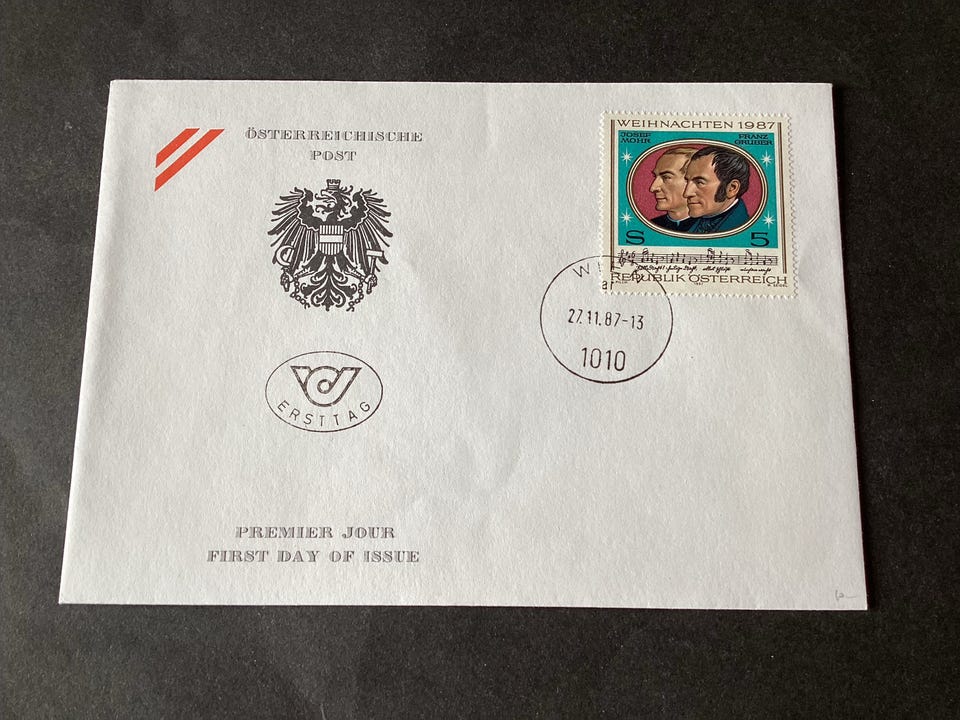 ÖSTERREICHISCHE
POST
ERSTTAG
PREMIER JOUR
FIRST DAY OF ISSUE
WEIHNACHTEN 1987
JOSEF
MOHR
FRANZ
GRUBER
S 5
REPUBLIK ÖSTERREICH
WIEN
27.11.87-13
1010